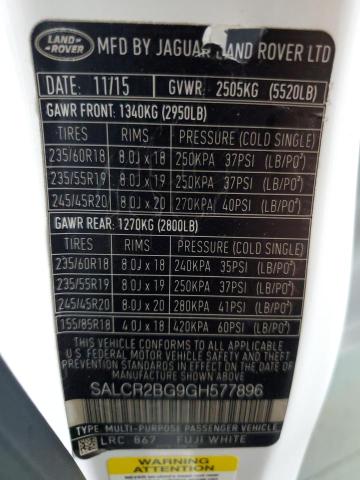 LAND ROVER
MFD BY JAGUAR LAND ROVER LTD
DATE: 11/15 GVWR: 2505KG (5520LB)
GAWR FRONT: 1340KG (2950LB)
TIRES RIMS PRESSURE (COLD SINGLE)
235/60R18 8.0J x 18 250KPA 37PSI (LB/PO²)
235/55R19 8.0J x 19 250KPA 37PSI (LB/PO²)
245/45R20 8.0J x 20 270KPA 40PSI (LB/PO²)
GAWR REAR: 1270KG (2800LB)
TIRES RIMS PRESSURE (COLD SINGLE)
235/60R18 8.0J x 18 240KPA 35PSI (LB/PO²)
235/55R19 8.0J x 19 250KPA 37PSI (LB/PO²)
245/45R20 8.0J x 20 280KPA 41PSI (LB/PO²)
155/85R18 4.0J x 18 420KPA 60PSI (LB/PO²)
THIS VEHICLE CONFORMS TO ALL APPLICABLE
U.S. FEDERAL MOTOR VEHICLE SAFETY AND THEFT
PREVENTION STANDARDS IN EFFECT ON THE DATE
OF MANUFACTURE SHOWN ABOVE.
SALCR2BG9GH577896
TYPE: MULTI-PURPOSE PASSENGER VEHICLE
LRC 867 FUJI WHITE
ATTENTION